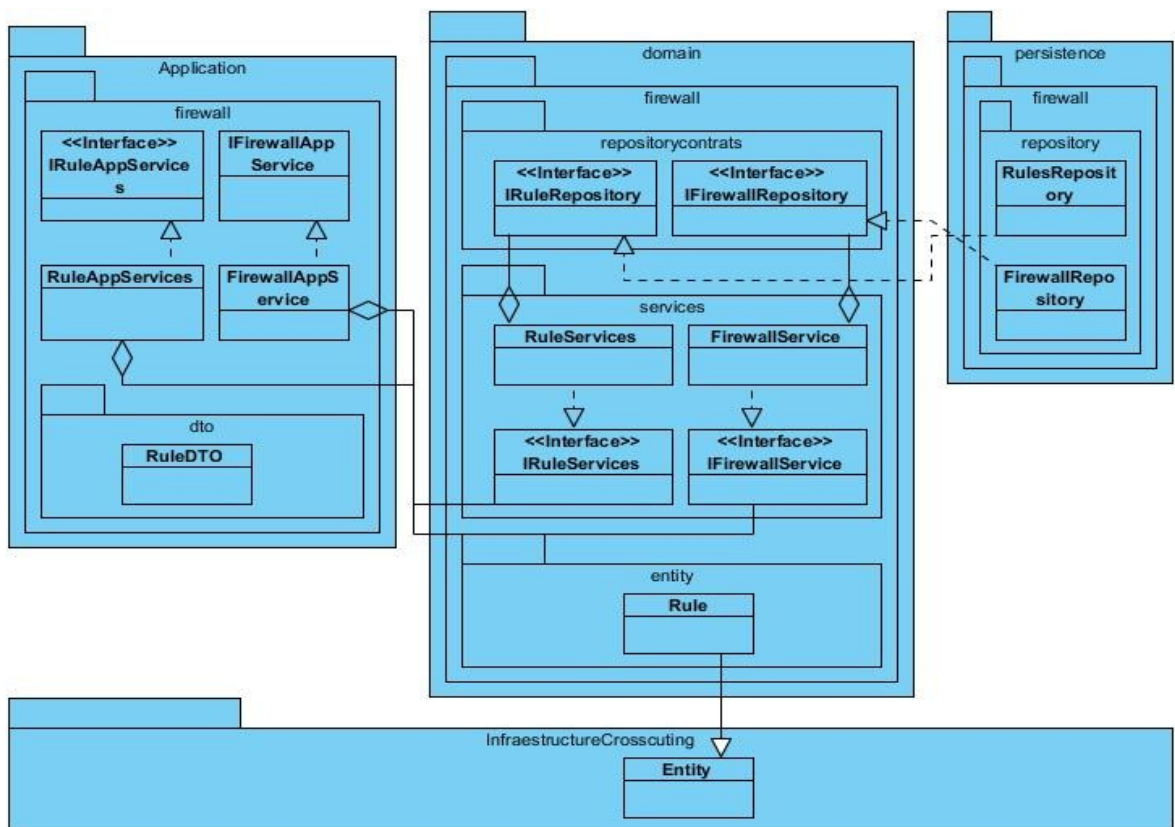 Application
firewall
<<Interface>>
IRuleAppService
s
IFirewallApp
Service
RuleAppServices
FirewallAppS
ervice
dto
RuleDTO
domain
firewall
repositorycontrats
<<Interface>>
IRuleRepository
<<Interface>>
IFirewallRepository
services
RuleServices
FirewallService
<<Interface>>
IRuleServices
<<Interface>>
IFirewallService
entity
Rule
persistence
firewall
repository
RulesReposit
ory
FirewallRepo
sitory
InfraestructureCrosscuting
Entity